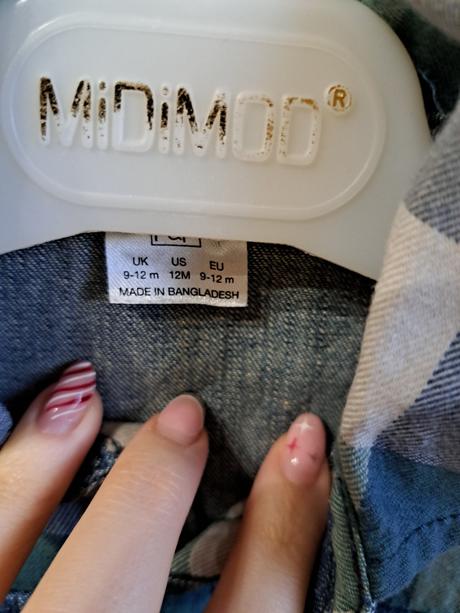 MiDiMOD®
UK US EU
9-12 m 12M 9-12 m
MADE IN BANGLADESH